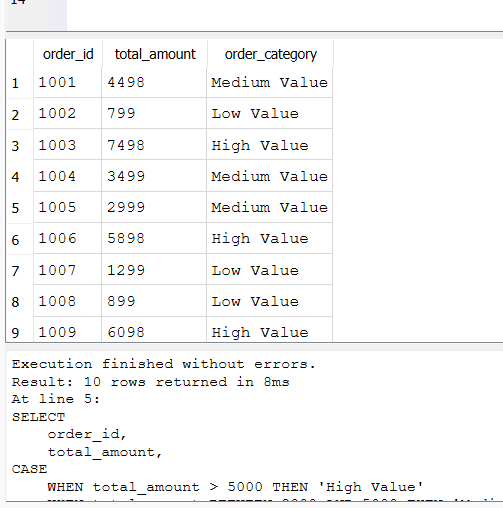 14
order_id total_amount order_category
1 1001 4498 Medium Value
2 1002 799 Low Value
3 1003 7498 High Value
4 1004 3499 Medium Value
5 1005 2999 Medium Value
6 1006 5898 High Value
7 1007 1299 Low Value
8 1008 899 Low Value
9 1009 6098 High Value
Execution finished without errors.
Result: 10 rows returned in 8ms
At line 5:
SELECT
order_id,
total_amount,
CASE
WHEN total_amount > 5000 THEN 'High Value'